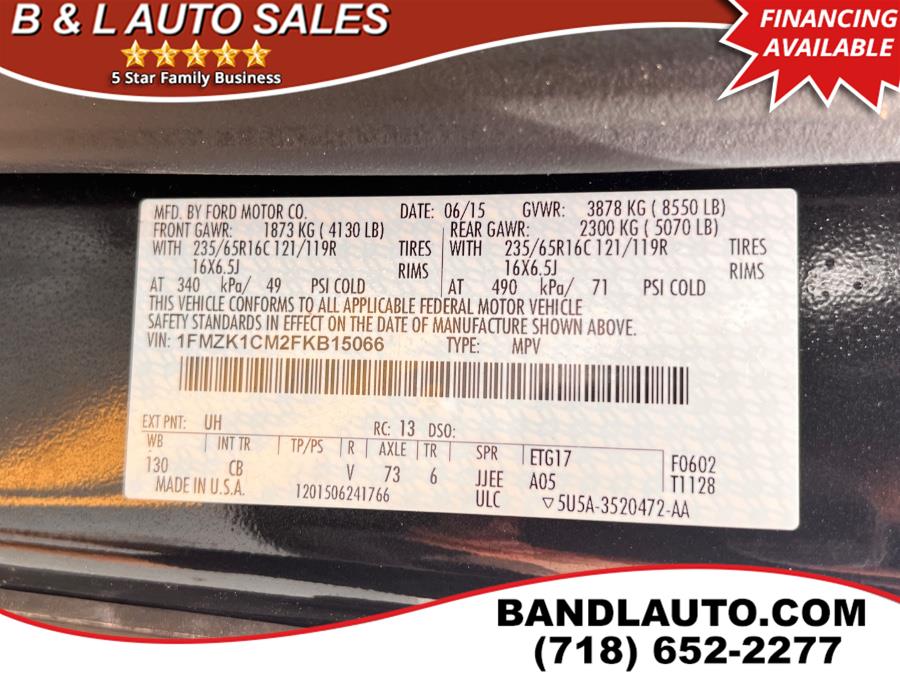 B & L AUTO SALES
5 Star Family Business
FINANCING
AVAILABLE
MFD. BY FORD MOTOR CO. DATE: 06/15 GVWR: 3878 KG ( 8550 LB)
FRONT GAWR: 1873 KG ( 4130 LB) REAR GAWR: 2300 KG ( 5070 LB)
WITH 235/65R16C 121/119R TIRES WITH 235/65R16C 121/119R TIRES
16X6.5J RIMS 16X6.5J RIMS
AT 340 kPa/ 49 PSI COLD AT 490 kPa/ 71 PSI COLD
THIS VEHICLE CONFORMS TO ALL APPLICABLE FEDERAL MOTOR VEHICLE
SAFETY STANDARDS IN EFFECT ON THE DATE OF MANUFACTURE SHOWN ABOVE.
VIN: 1FMZK1CM2FKB15066 TYPE: MPV
EXT PNT: UH RC: 13 DSO:
WB INT TR TP/PS R AXLE TR SPR ETG17 F0602
130 CB V 73 6 JJEE A05 T1128
MADE IN U.S.A. 1201506241766 ULC ▽5U5A-3520472-AA
BANDLAUTO.COM
(718) 652-2277